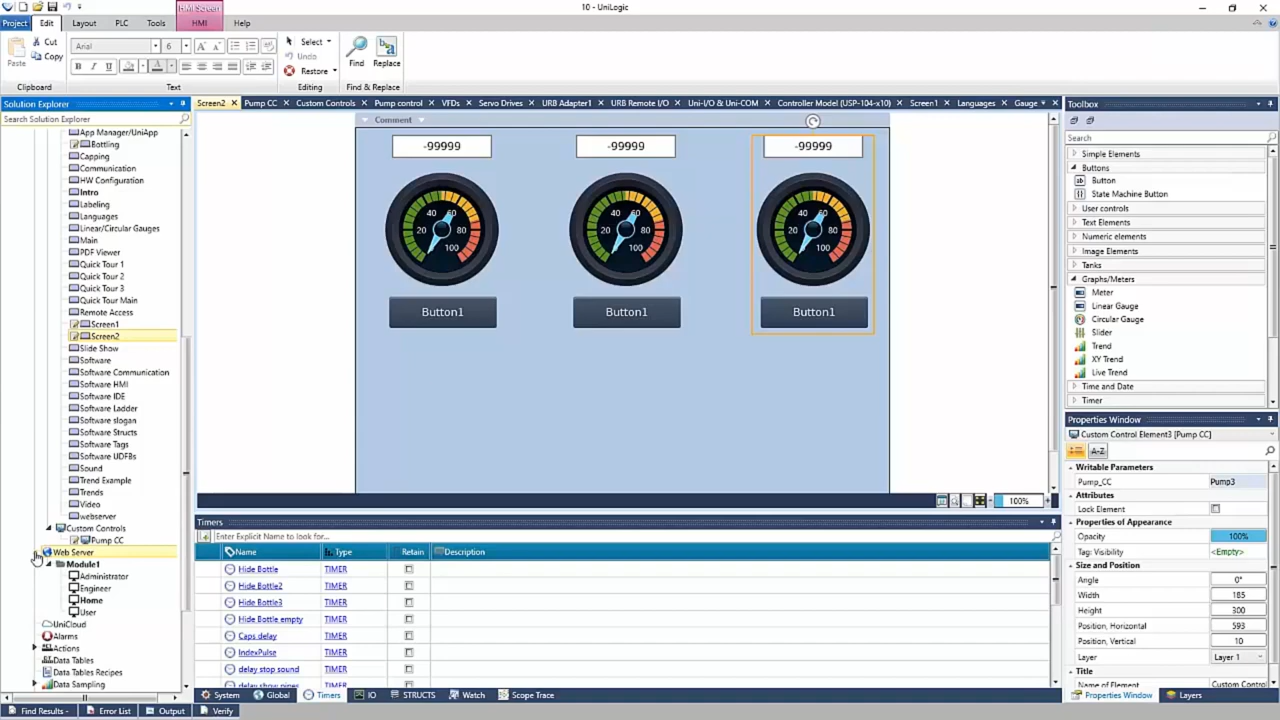 10 - UniLogic
HMI Screen
Project Edit Layout PLC Tools HMI Help
Paste
Cut
Copy
Clipboard
Arial 6
B I U
Text
Select
Undo
Restore
Editing
Find
Replace
Find & Replace
Solution Explorer
Search Solution Explorer
App Manager/UniApp
Bottling
Capping
Communication
HW Configuration
Intro
Labeling
Languages
Linear/Circular Gauges
Main
PDF Viewer
Quick Tour 1
Quick Tour 2
Quick Tour 3
Quick Tour Main
Remote Access
Screen1
Screen2
Slide Show
Software
Software Communication
Software HMI
Software IDE
Software Ladder
Software slogan
Software Structs
Software Tags
Software UDFBs
Sound
Trend Example
Trends
Video
webserver
Custom Controls
Pump CC
Web Server
Module1
Administrator
Engineer
Home
User
UniCloud
Alarms
Actions
Data Tables
Data Tables Recipes
Data Sampling
Screen2 Pump CC Custom Controls Pump control VFDs Servo Drives URB Adapter1 URB Remote I/O Uni-I/O & Uni-COM Controller Model (USP-104-x10) Screen1 Languages Gauge
Comment
-99999 -99999 -99999
20 40 60 80 100
20 40 60 80 100
20 40 60 80 100
Button1 Button1 Button1
100%
Timers
Enter Explicit Name to look for...
Name Type Retain Description
Hide Bottle TIMER
Hide Bottle2 TIMER
Hide Bottle3 TIMER
Hide Bottle empty TIMER
Caps delay TIMER
IndexPulse TIMER
delay stop sound TIMER
delay show pipes TIMER
System Global Timers IO STRUCTS Watch Scope Trace
Toolbox
Search
Simple Elements
Buttons
Button
State Machine Button
User controls
Text Elements
Numeric elements
Image Elements
Tanks
Graphs/Meters
Meter
Linear Gauge
Circular Gauge
Slider
Trend
XY Trend
Live Trend
Time and Date
Timer
Properties Window
Custom Control Element3 [Pump CC]
A-Z
Writable Parameters
Pump_CC Pump3
Attributes
Lock Element
Properties of Appearance
Opacity 100%
Tag: Visibility <Empty>
Size and Position
Angle 0°
Width 185
Height 300
Position, Horizontal 593
Position, Vertical 10
Layer Layer 1
Title
Name of Element Custom Control
Properties Window Layers
Find Results - Error List Output Verify